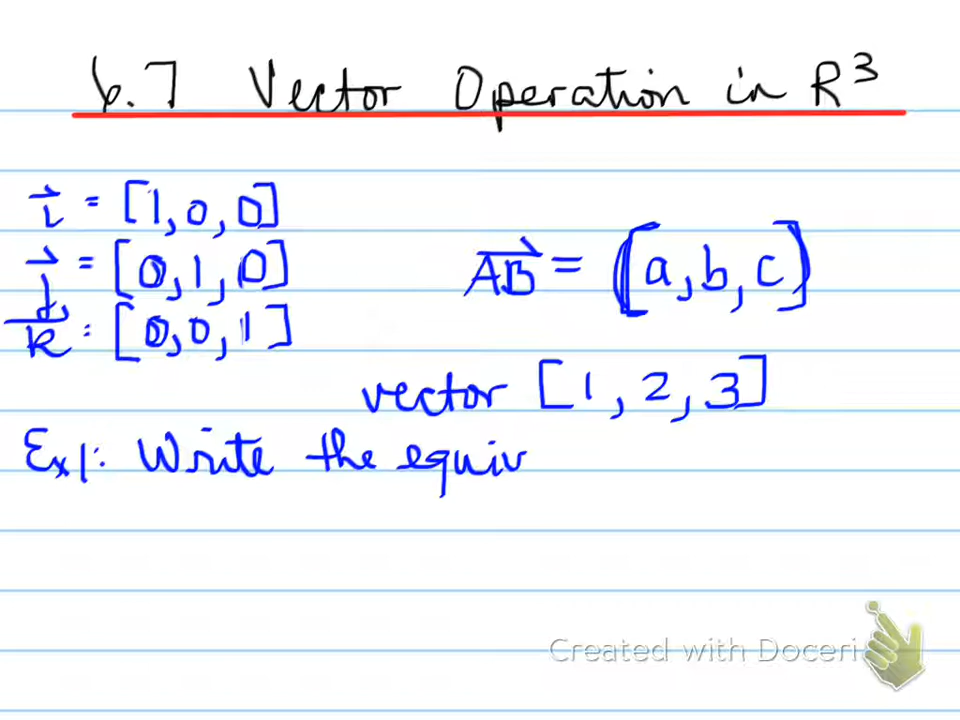 6.7 Vector Operation in R³
i⃗ = [1, 0, 0]
j⃗ = [0, 1, 0]
AB⃗ = [a, b, c]
k⃗ = [0, 0, 1]
vector [1, 2, 3]
Ex1: Write the equiv
Created with Doceri